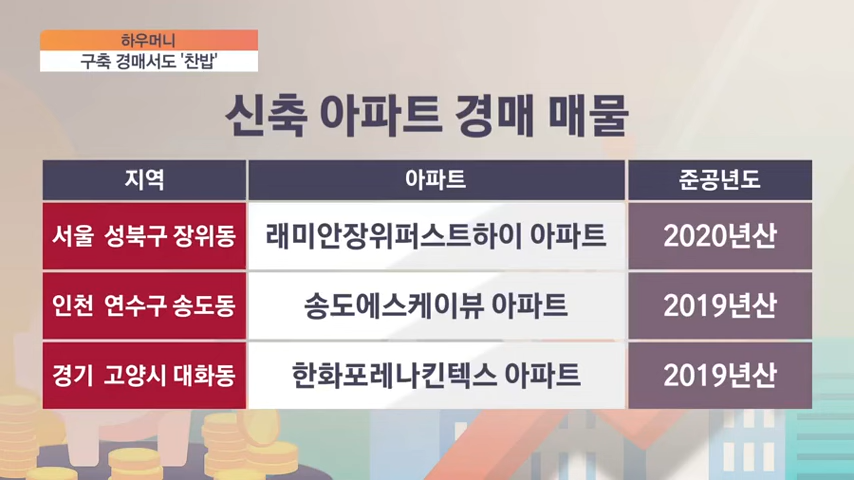 하우머니
구축 경매서도 '찬밥'
신축 아파트 경매 매물
지역 아파트 준공년도
서울 성북구 장위동 래미안장위퍼스트하이 아파트 2020년산
인천 연수구 송도동 송도에스케이뷰 아파트 2019년산
경기 고양시 대화동 한화포레나킨텍스 아파트 2019년산